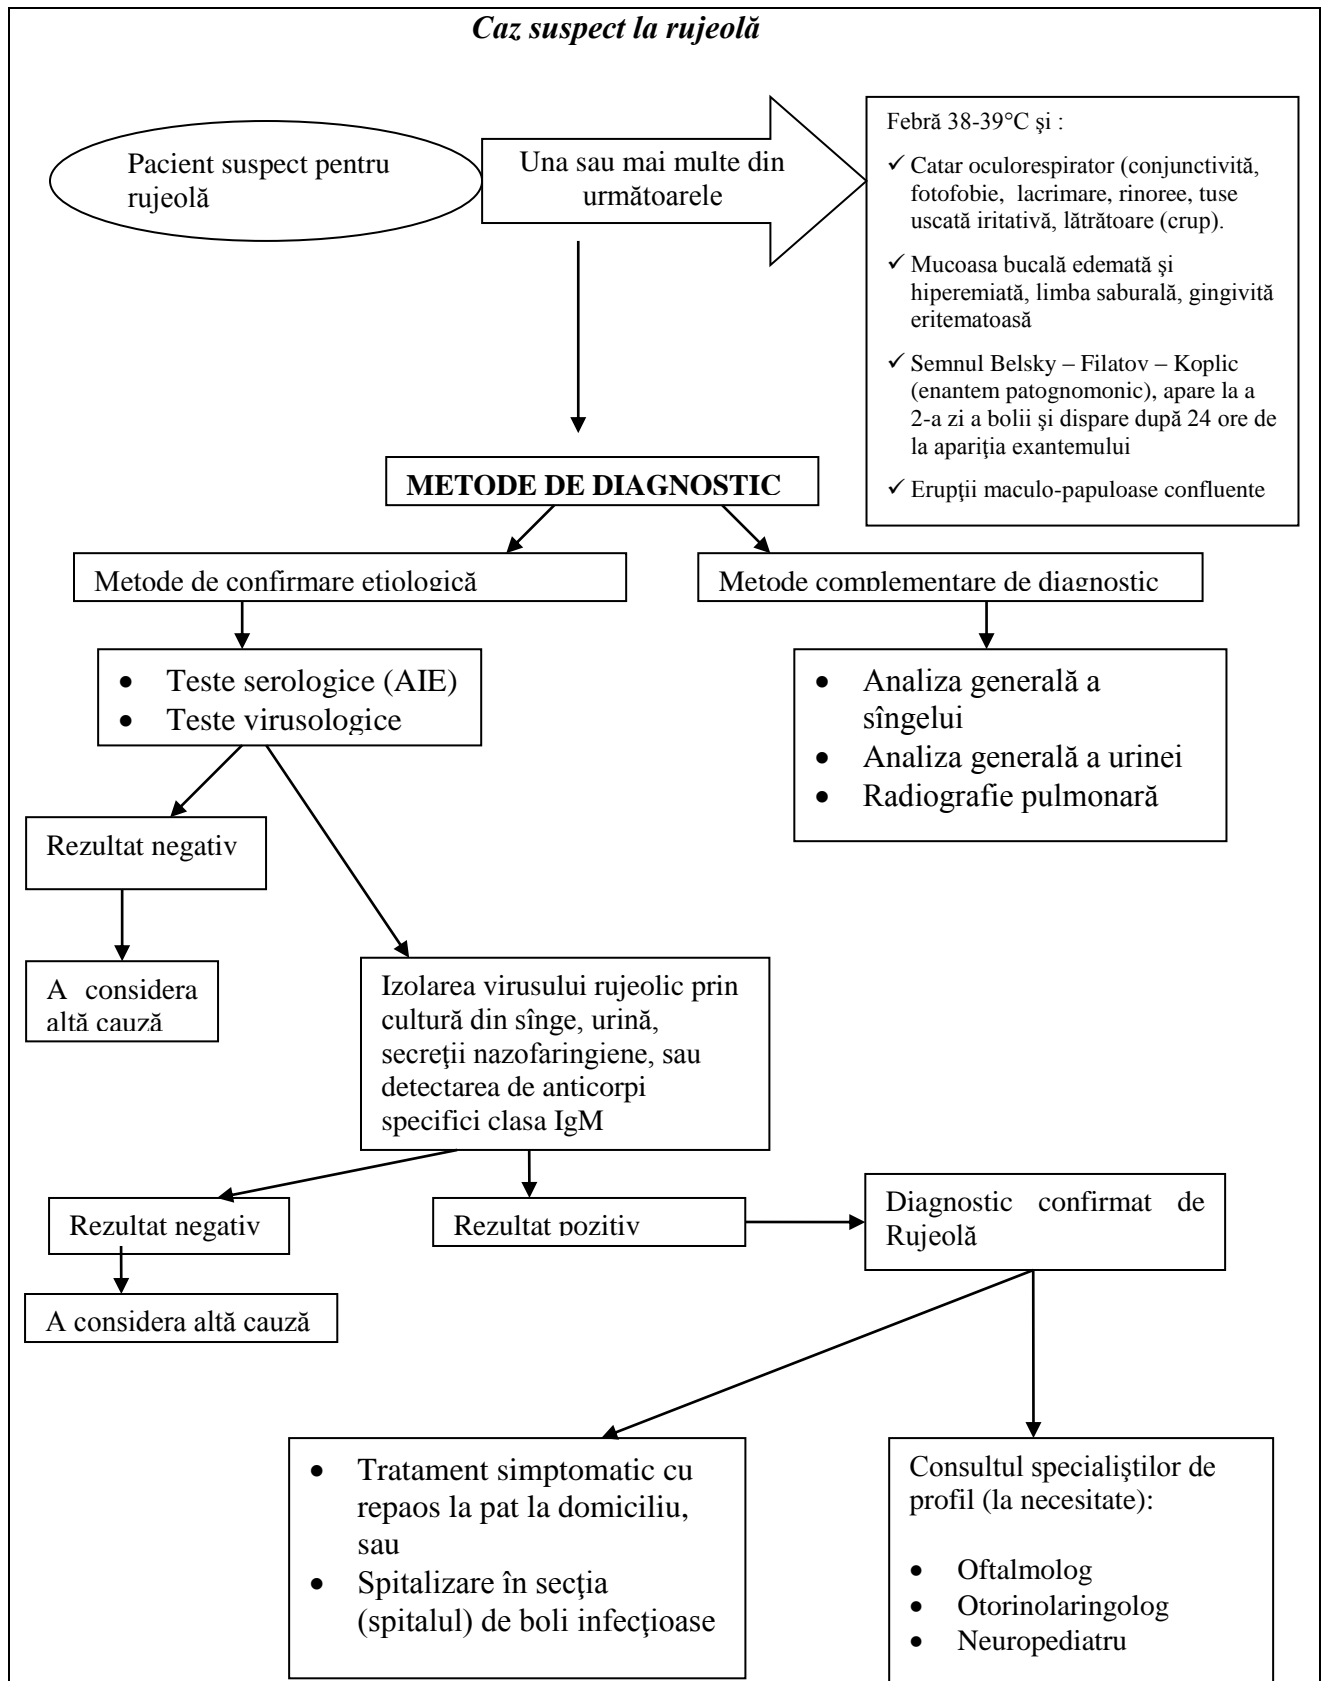 Caz suspect la rujeolă
Pacient suspect pentru
rujeolă
Una sau mai multe din
următoarele
Febră 38-39°C şi :
✓ Catar oculorespirator (conjunctivită,
fotofobie, lacrimare, rinoree, tuse
uscată iritativă, lătrătoare (crup).
✓ Mucoasa bucală edemată şi
hiperemiată, limba saburală, gingivită
eritematoasă
✓ Semnul Belsky – Filatov – Koplic
(enantem patognomonic), apare la a
2-a zi a bolii şi dispare după 24 ore de
la apariţia exantemului
✓ Erupţii maculo-papuloase confluente
METODE DE DIAGNOSTIC
Metode de confirmare etiologică
Metode complementare de diagnostic
• Teste serologice (AIE)
• Teste virusologice
• Analiza generală a
sîngelui
• Analiza generală a urinei
• Radiografie pulmonară
Rezultat negativ
A considera
altă cauză
Izolarea virusului rujeolic prin
cultură din sînge, urină,
secreţii nazofaringiene, sau
detectarea de anticorpi
specifici clasa IgM
Rezultat negativ
Rezultat pozitiv
Diagnostic confirmat de
Rujeolă
A considera altă cauză
• Tratament simptomatic cu
repaos la pat la domiciliu,
sau
• Spitalizare în secţia
(spitalul) de boli infecţioase
Consultul specialiştilor de
profil (la necesitate):
• Oftalmolog
• Otorinolaringolog
• Neuropediatru